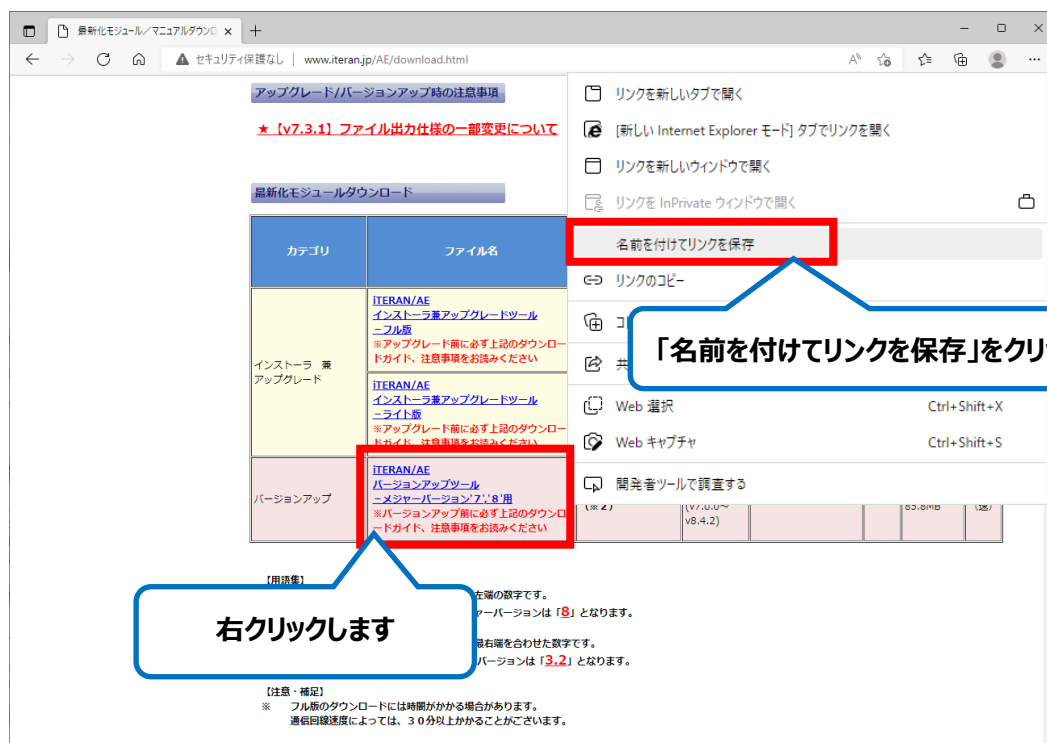 最新化モジュール／マニュアルダウンロ
セキュリティ保護なし | www.iteran.jp/AE/download.html
アップグレード/バージョンアップ時の注意事項
★【v7.3.1】ファイル出力仕様の一部変更について
最新化モジュールダウンロード
カテゴリ
ファイル名
インストーラ 兼
アップグレード
iTERAN/AE
インストーラ兼アップグレードツール
－フル版
※アップグレード前に必ず上記のダウンロー
ドガイド、注意事項をお読みください
iTERAN/AE
インストーラ兼アップグレードツール
－ライト版
※アップグレード前に必ず上記のダウンロー
ドガイド、注意事項をお読みください
バージョンアップ
iTERAN/AE
バージョンアップツール
－メジャーバージョン'7','8'用
※バージョンアップ前に必ず上記のダウンロ
ードガイド、注意事項をお読みください
(※2)
(v7.0.0～
v8.4.2)
85.8MB
(速)
リンクを新しいタブで開く
[新しい Internet Explorer モード] タブでリンクを開く
リンクを新しいウィンドウで開く
リンクを InPrivate ウィンドウで開く
名前を付けてリンクを保存
リンクのコピー
コ
共
Web 選択 Ctrl+Shift+X
Web キャプチャ Ctrl+Shift+S
開発者ツールで調査する
「名前を付けてリンクを保存」をクリ
右クリックします
【用語集】
左端の数字です。
ャーバージョンは「8」となります。
最右端を合わせた数字です。
バージョンは「3.2」となります。
【注意・補足】
※ フル版のダウンロードには時間がかかる場合があります。
通信回線速度によっては、３０分以上かかることがございます。